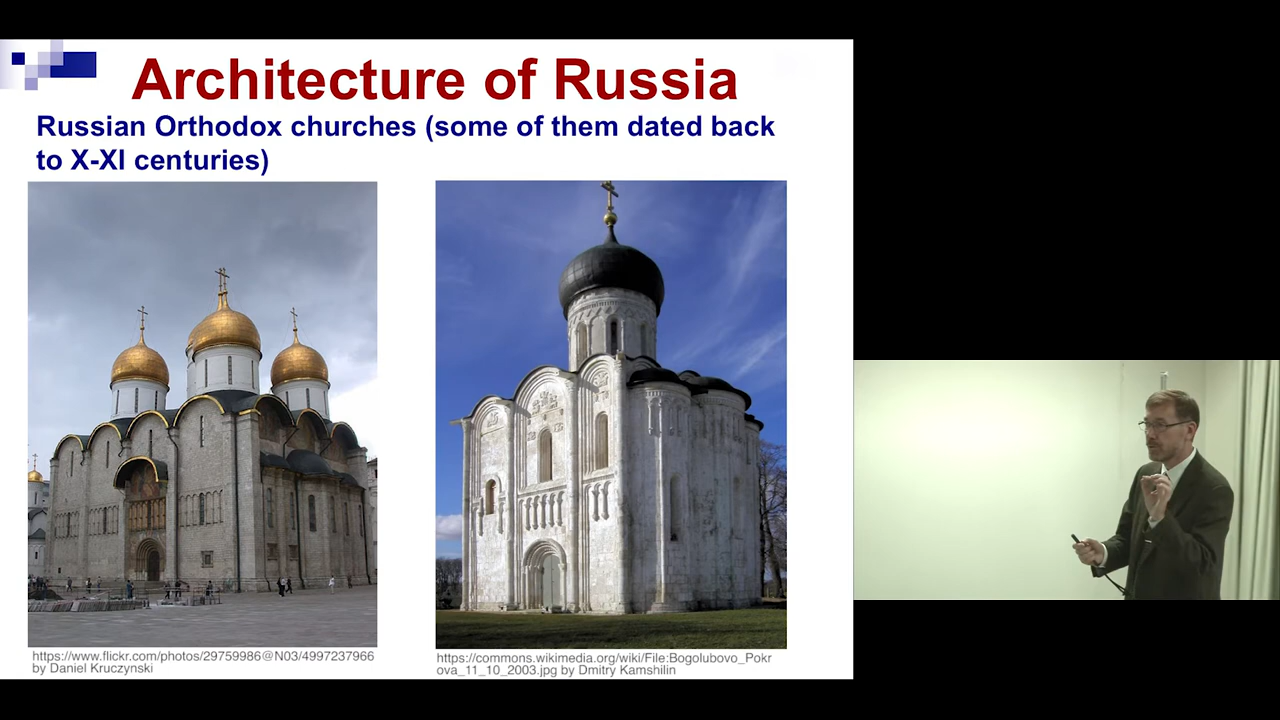 Architecture of Russia
Russian Orthodox churches (some of them dated back
to X-XI centuries)
https://www.flickr.com/photos/29759986@N03/4997237966
by Daniel Kruczynski
https://commons.wikimedia.org/wiki/File:Bogolubovo_Pokr
ova_11_10_2003.jpg by Dmitry Kamshilin